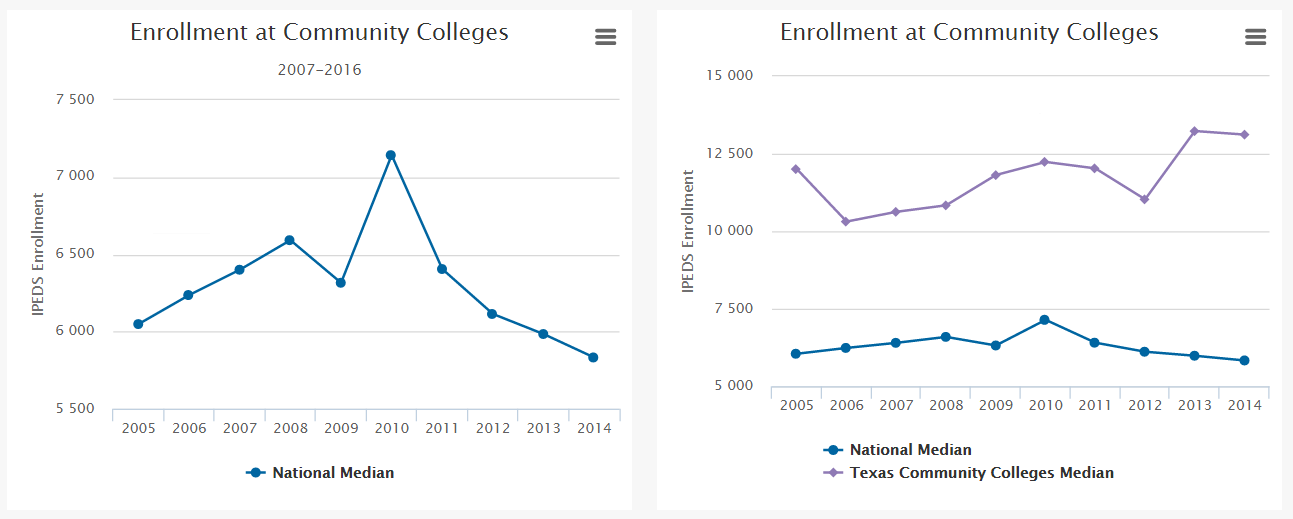 Enrollment at Community Colleges
2007–2016
7 500
7 000
6 500
6 000
5 500
IPEDS Enrollment
2005 2006 2007 2008 2009 2010 2011 2012 2013 2014
National Median
Enrollment at Community Colleges
15 000
12 500
10 000
7 500
5 000
IPEDS Enrollment
2005 2006 2007 2008 2009 2010 2011 2012 2013 2014
National Median
Texas Community Colleges Median